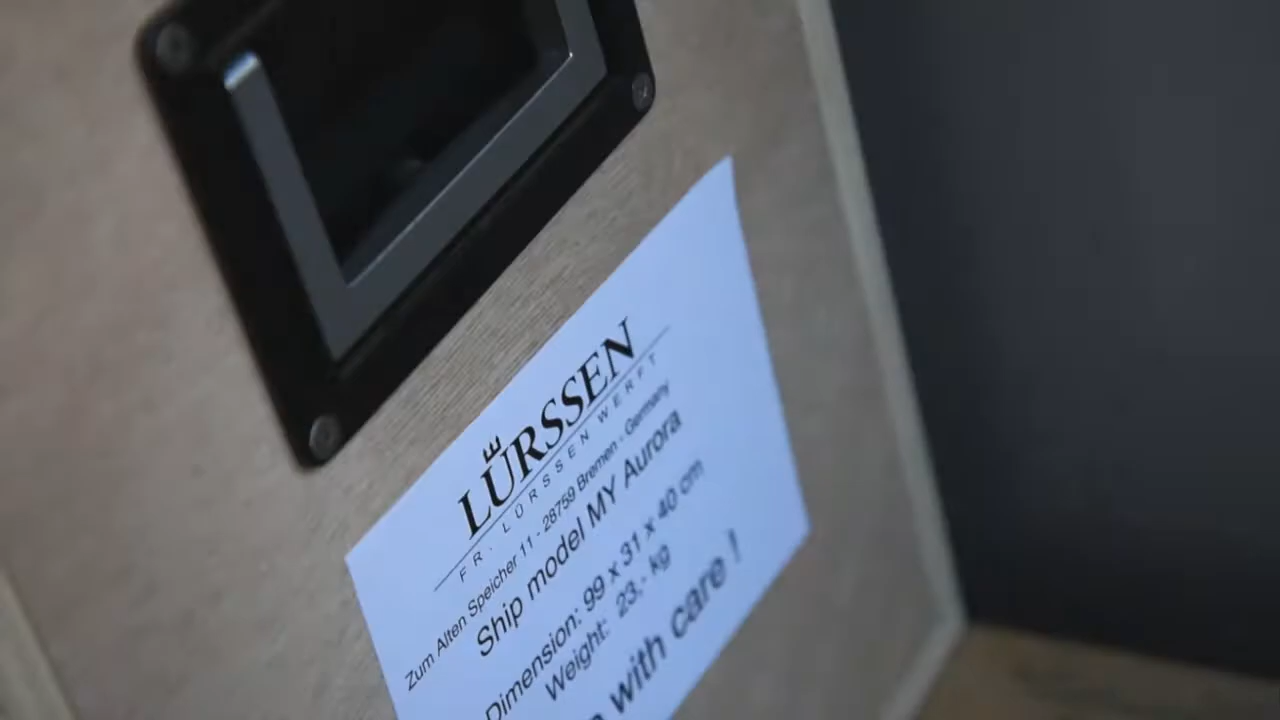 LÜRSSEN
FR. LÜRSSEN WERFT
Zum Alten Speicher 11 - 28759 Bremen - Germany
Ship model MY Aurora
Dimension: 99 x 31 x 40 cm
Weight: 23,- kg
with care !